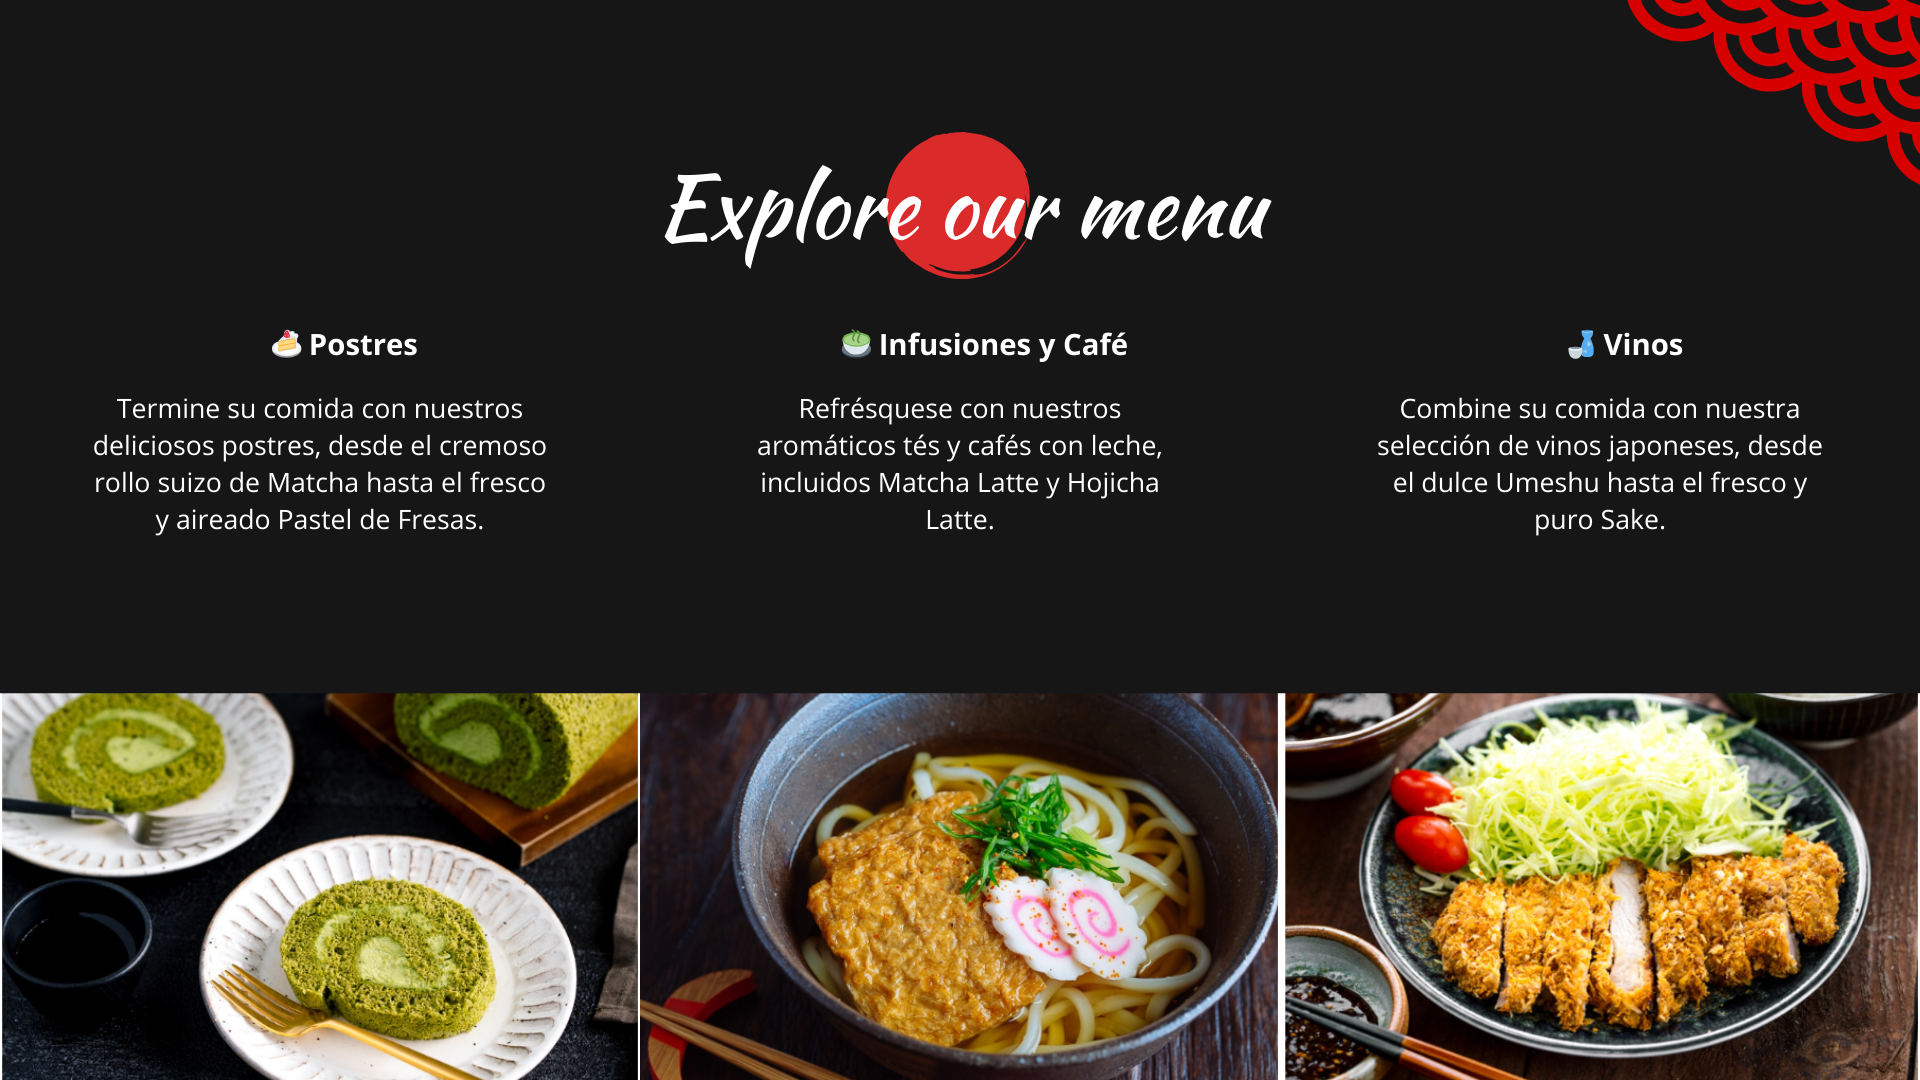 Explore our menu
Postres
Termine su comida con nuestros
deliciosos postres, desde el cremoso
rollo suizo de Matcha hasta el fresco
y aireado Pastel de Fresas.
Infusiones y Café
Refrésquese con nuestros
aromáticos tés y cafés con leche,
incluidos Matcha Latte y Hojicha
Latte.
Vinos
Combine su comida con nuestra
selección de vinos japoneses, desde
el dulce Umeshu hasta el fresco y
puro Sake.